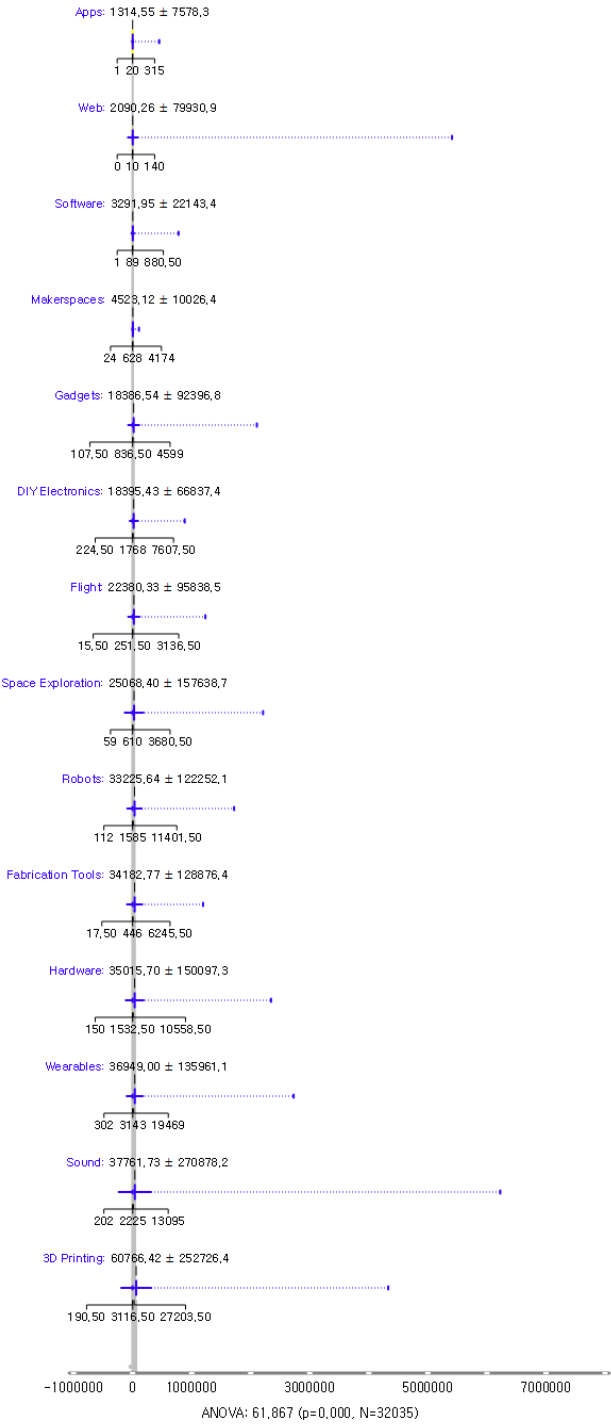 Apps: 1314,55 ± 7578,3
1 20 315
Web: 2090,26 ± 79930,9
0 10 140
Software: 3291,95 ± 22143,4
1 89 880,50
Makerspaces: 4523,12 ± 10026,4
24 628 4174
Gadgets: 18386,54 ± 92396,8
107,50 836,50 4599
DIY Electronics: 18395,43 ± 66837,4
224,50 1768 7607,50
Flight: 22380,33 ± 95838,5
15,50 251,50 3136,50
Space Exploration: 25068,40 ± 157638,7
59 610 3680,50
Robots: 33225,64 ± 122252,1
112 1585 11401,50
Fabrication Tools: 34182,77 ± 128876,4
17,50 446 6245,50
Hardware: 35015,70 ± 150097,3
150 1532,50 10558,50
Wearables: 36949,00 ± 135961,1
302 3143 19469
Sound: 37761,73 ± 270878,2
202 2225 13095
3D Printing: 60766,42 ± 252726,4
190,50 3116,50 27203,50
-1000000 0 1000000 3000000 5000000 7000000
ANOVA: 61,867 (p=0,000, N=32035)